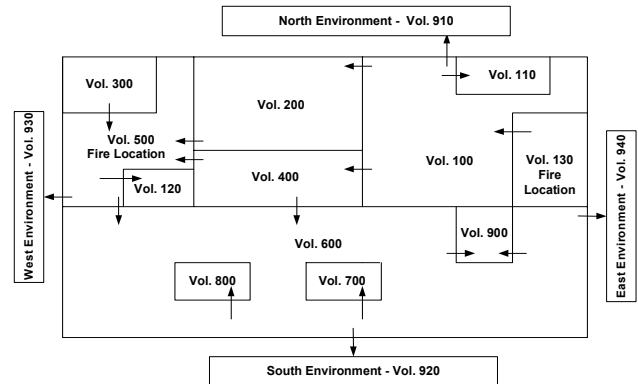 North Environment - Vol. 910
Vol. 300
Vol. 110
Vol. 200
Vol. 500
Fire Location
Vol. 100
Vol. 130
Fire
Location
Vol. 120
Vol. 400
West Environment - Vol. 930
East Environment - Vol. 940
Vol. 900
Vol. 600
Vol. 800
Vol. 700
South Environment - Vol. 920